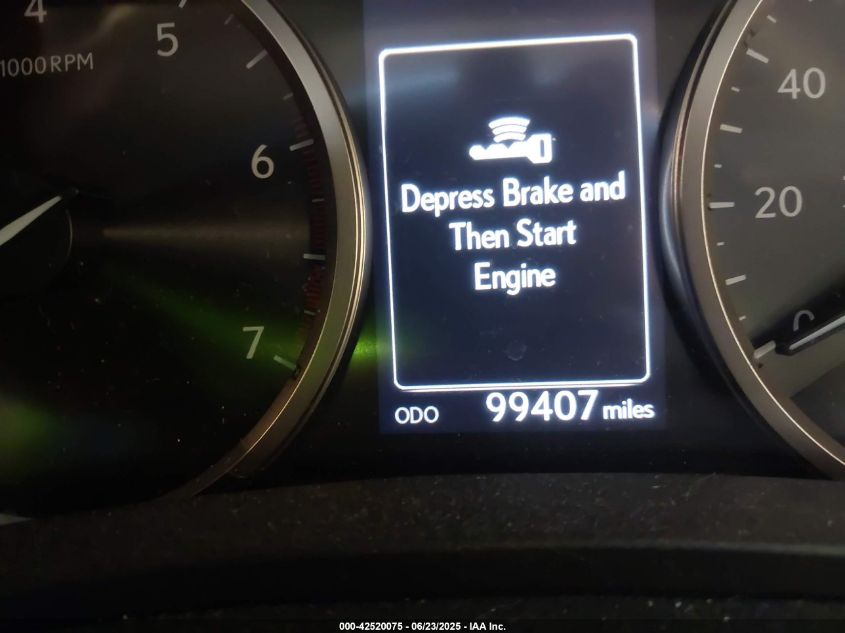 4
5
1000RPM
6
7
Depress Brake and
Then Start
Engine
ODO 99407 miles
40
20
0
000-42520075 - 06/23/2025 - IAA Inc.